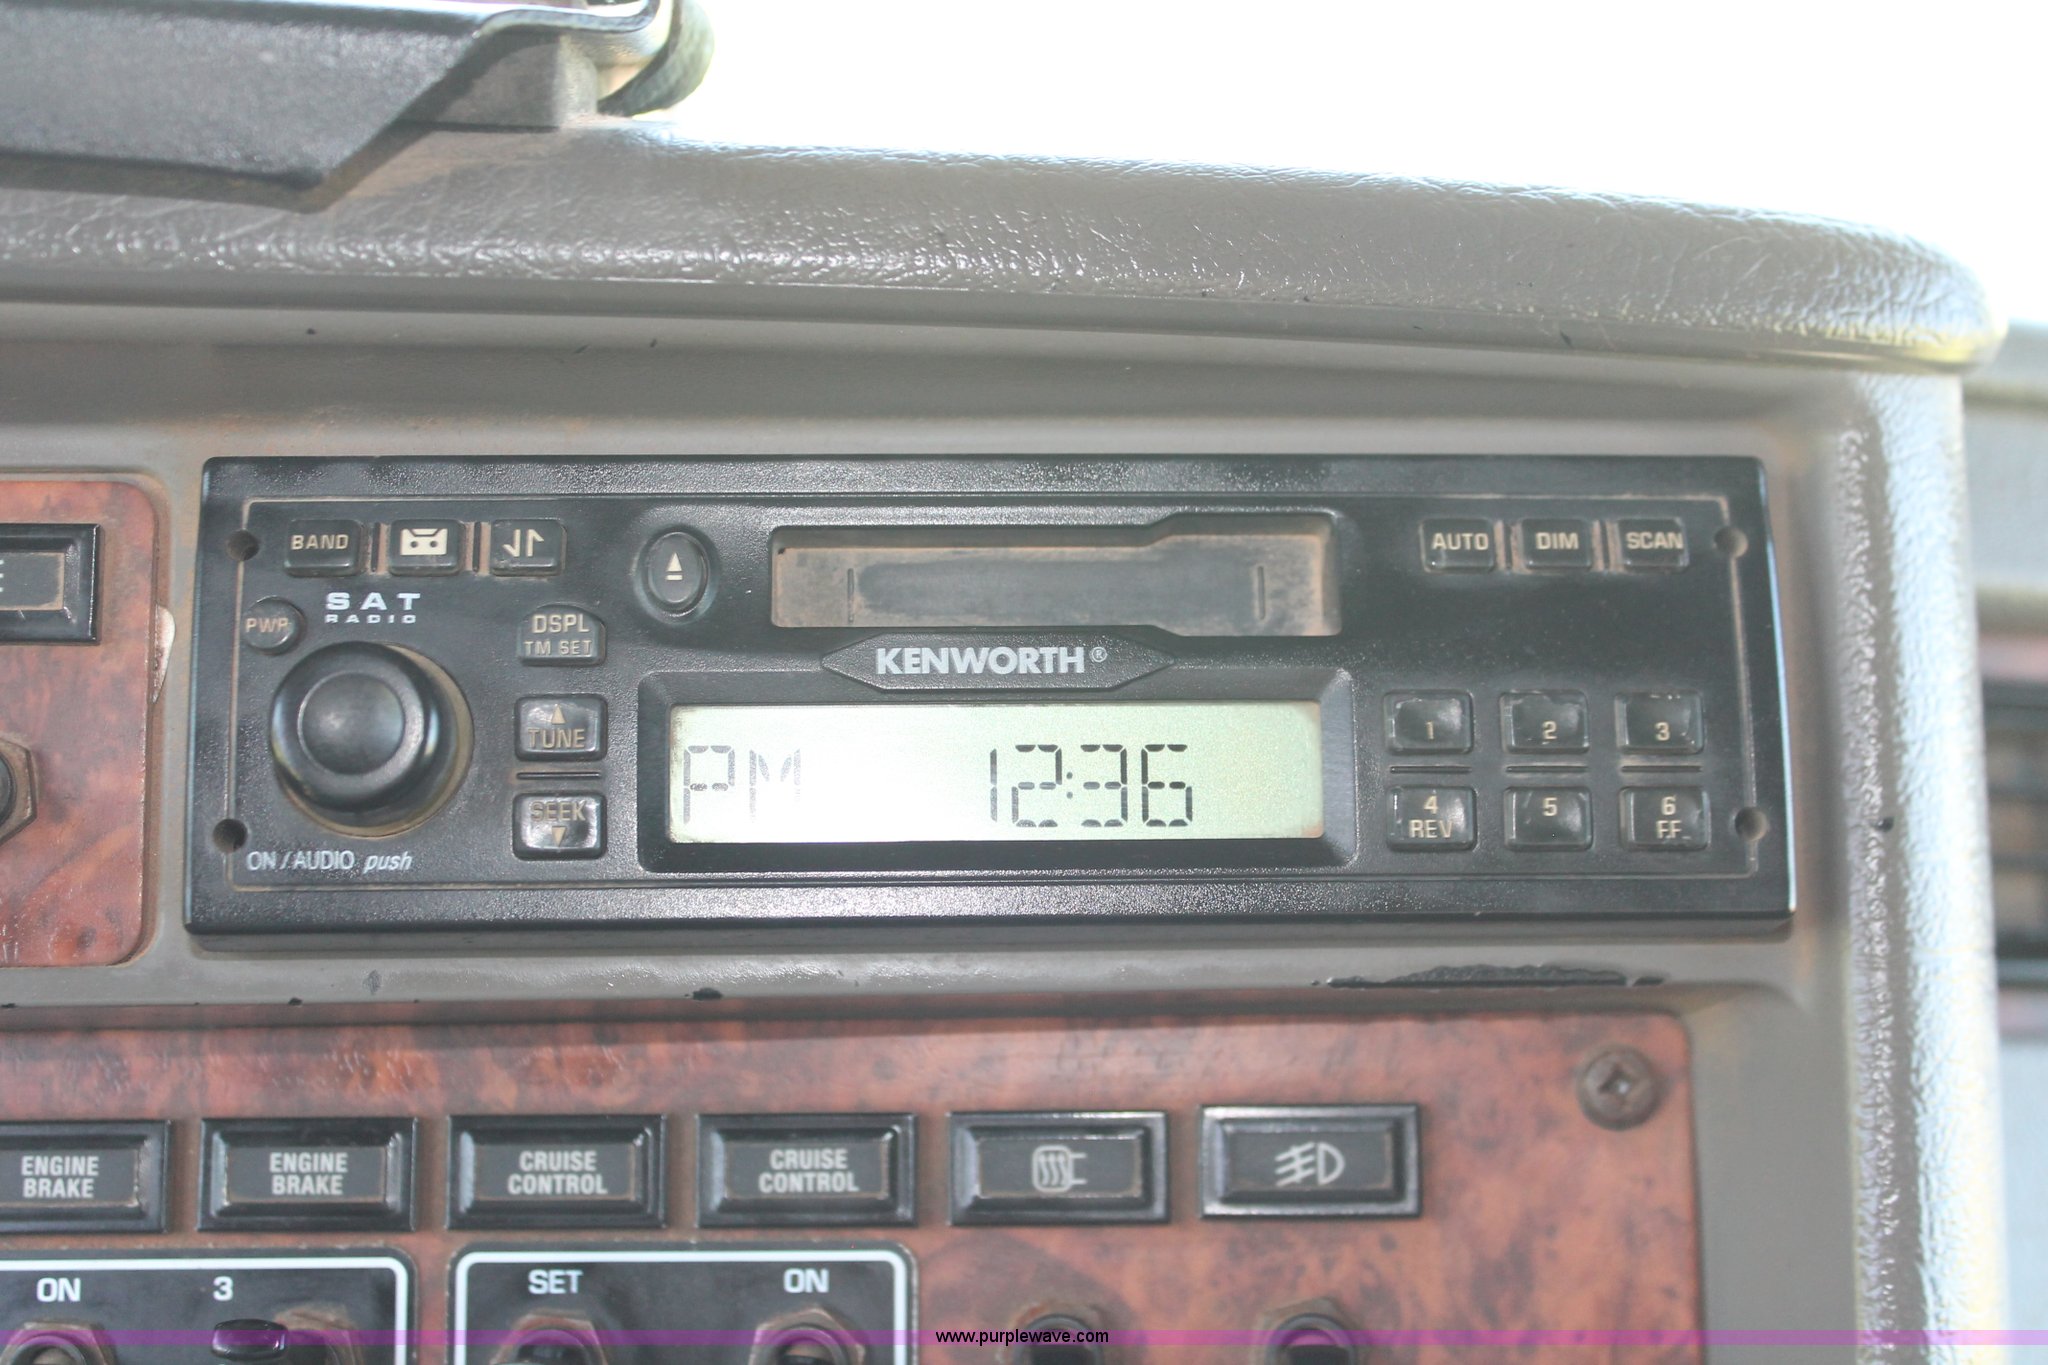 BAND
AUTO
DIM
SCAN
SAT
RADIO
PWR
DSPL
TM SET
KENWORTH®
TUNE
SEEK
PM 12:36
1
2
3
4
REV
5
6
F.F.
ON / AUDIO push
ENGINE
BRAKE
ENGINE
BRAKE
CRUISE
CONTROL
CRUISE
CONTROL
ON
3
SET
ON
www.purplewave.com